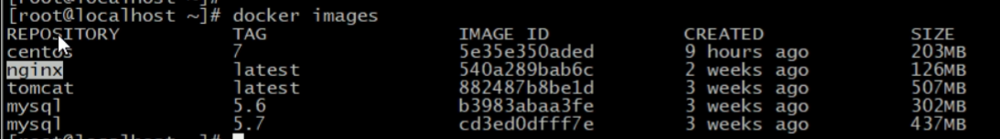 [root@localhost ~]#
[root@localhost ~]# docker images
REPOSITORY TAG IMAGE ID CREATED SIZE
centos 7 5e35e350aded 9 hours ago 203MB
nginx latest 540a289bab6c 2 weeks ago 126MB
tomcat latest 882487b8be1d 3 weeks ago 507MB
mysql 5.6 b3983abaa3fe 3 weeks ago 302MB
mysql 5.7 cd3ed0dfff7e 3 weeks ago 437MB
[root@localhost ~]#